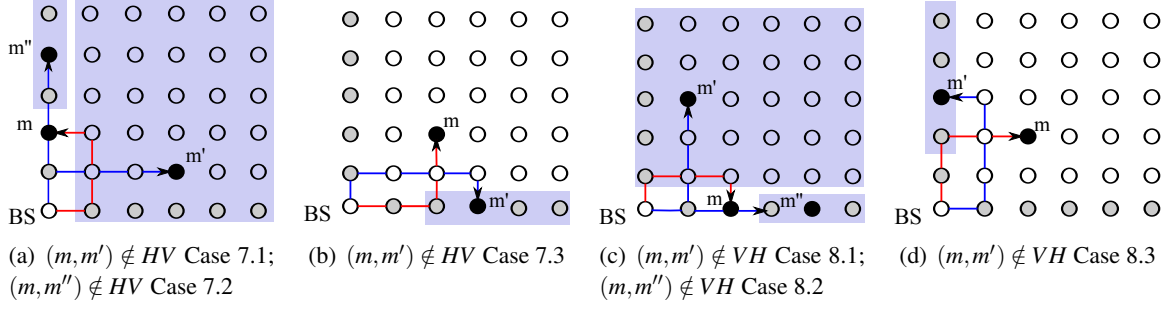 m''
m
m'
BS
(a) (m,m') ∉ HV Case 7.1;
(m,m'') ∉ HV Case 7.2
m
m'
BS
(b) (m,m') ∉ HV Case 7.3
m'
m
m''
BS
(c) (m,m') ∉ VH Case 8.1;
(m,m'') ∉ VH Case 8.2
m'
m
BS
(d) (m,m') ∉ VH Case 8.3